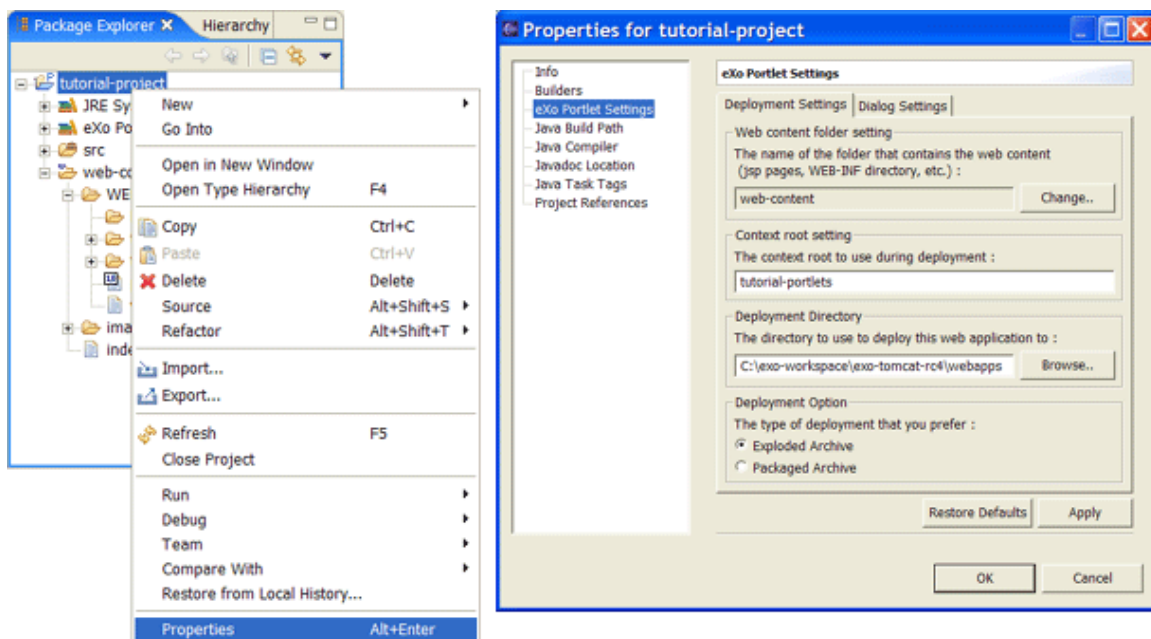 Package Explorer
Hierarchy
tutorial-project
JRE Sy
eXo Po
src
web-co
WE
ima
inde
New
Go Into
Open in New Window
Open Type Hierarchy F4
Copy Ctrl+C
Paste Ctrl+V
Delete Delete
Source Alt+Shift+S
Refactor Alt+Shift+T
Import...
Export...
Refresh F5
Close Project
Run
Debug
Team
Compare With
Restore from Local History...
Properties Alt+Enter
Properties for tutorial-project
Info
Builders
eXo Portlet Settings
Java Build Path
Java Compiler
Javadoc Location
Java Task Tags
Project References
eXo Portlet Settings
Deployment Settings Dialog Settings
Web content folder setting
The name of the folder that contains the web content
(jsp pages, WEB-INF directory, etc.) :
web-content Change..
Context root setting
The context root to use during deployment :
tutorial-portlets
Deployment Directory
The directory to use to deploy this web application to :
C:\exo-workspace\exo-tomcat-rc4\webapps Browse..
Deployment Option
The type of deployment that you prefer :
Exploded Archive
Packaged Archive
Restore Defaults Apply
OK Cancel